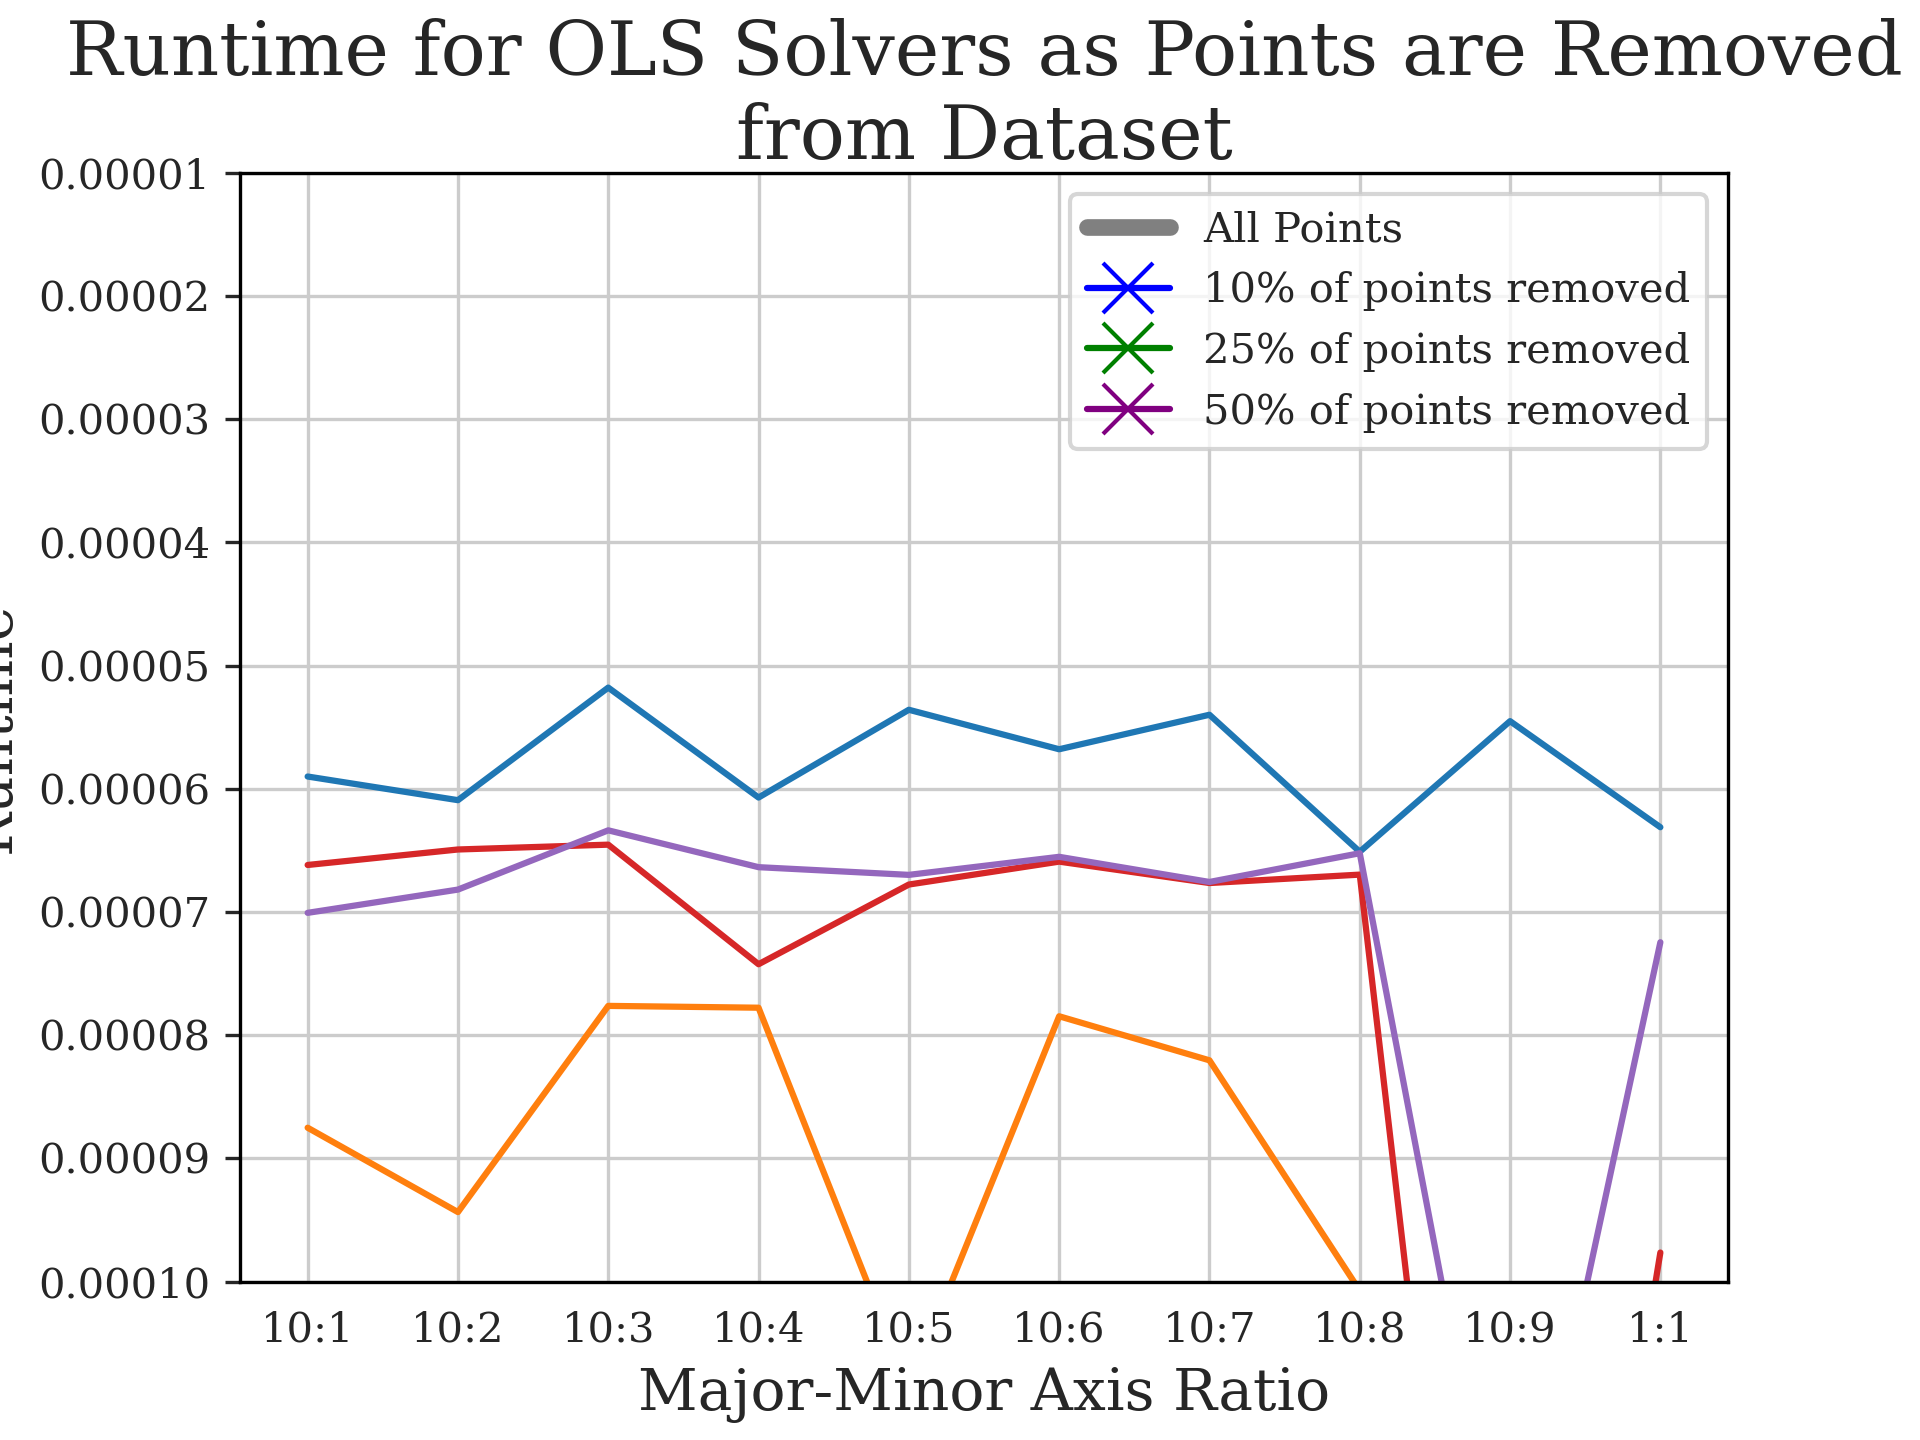 Runtime for OLS Solvers as Points are Removed
from Dataset
0.00001
0.00002
0.00003
0.00004
0.00005
0.00006
0.00007
0.00008
0.00009
0.00010
All Points
10% of points removed
25% of points removed
50% of points removed
10:1 10:2 10:3 10:4 10:5 10:6 10:7 10:8 10:9 1:1
Major-Minor Axis Ratio